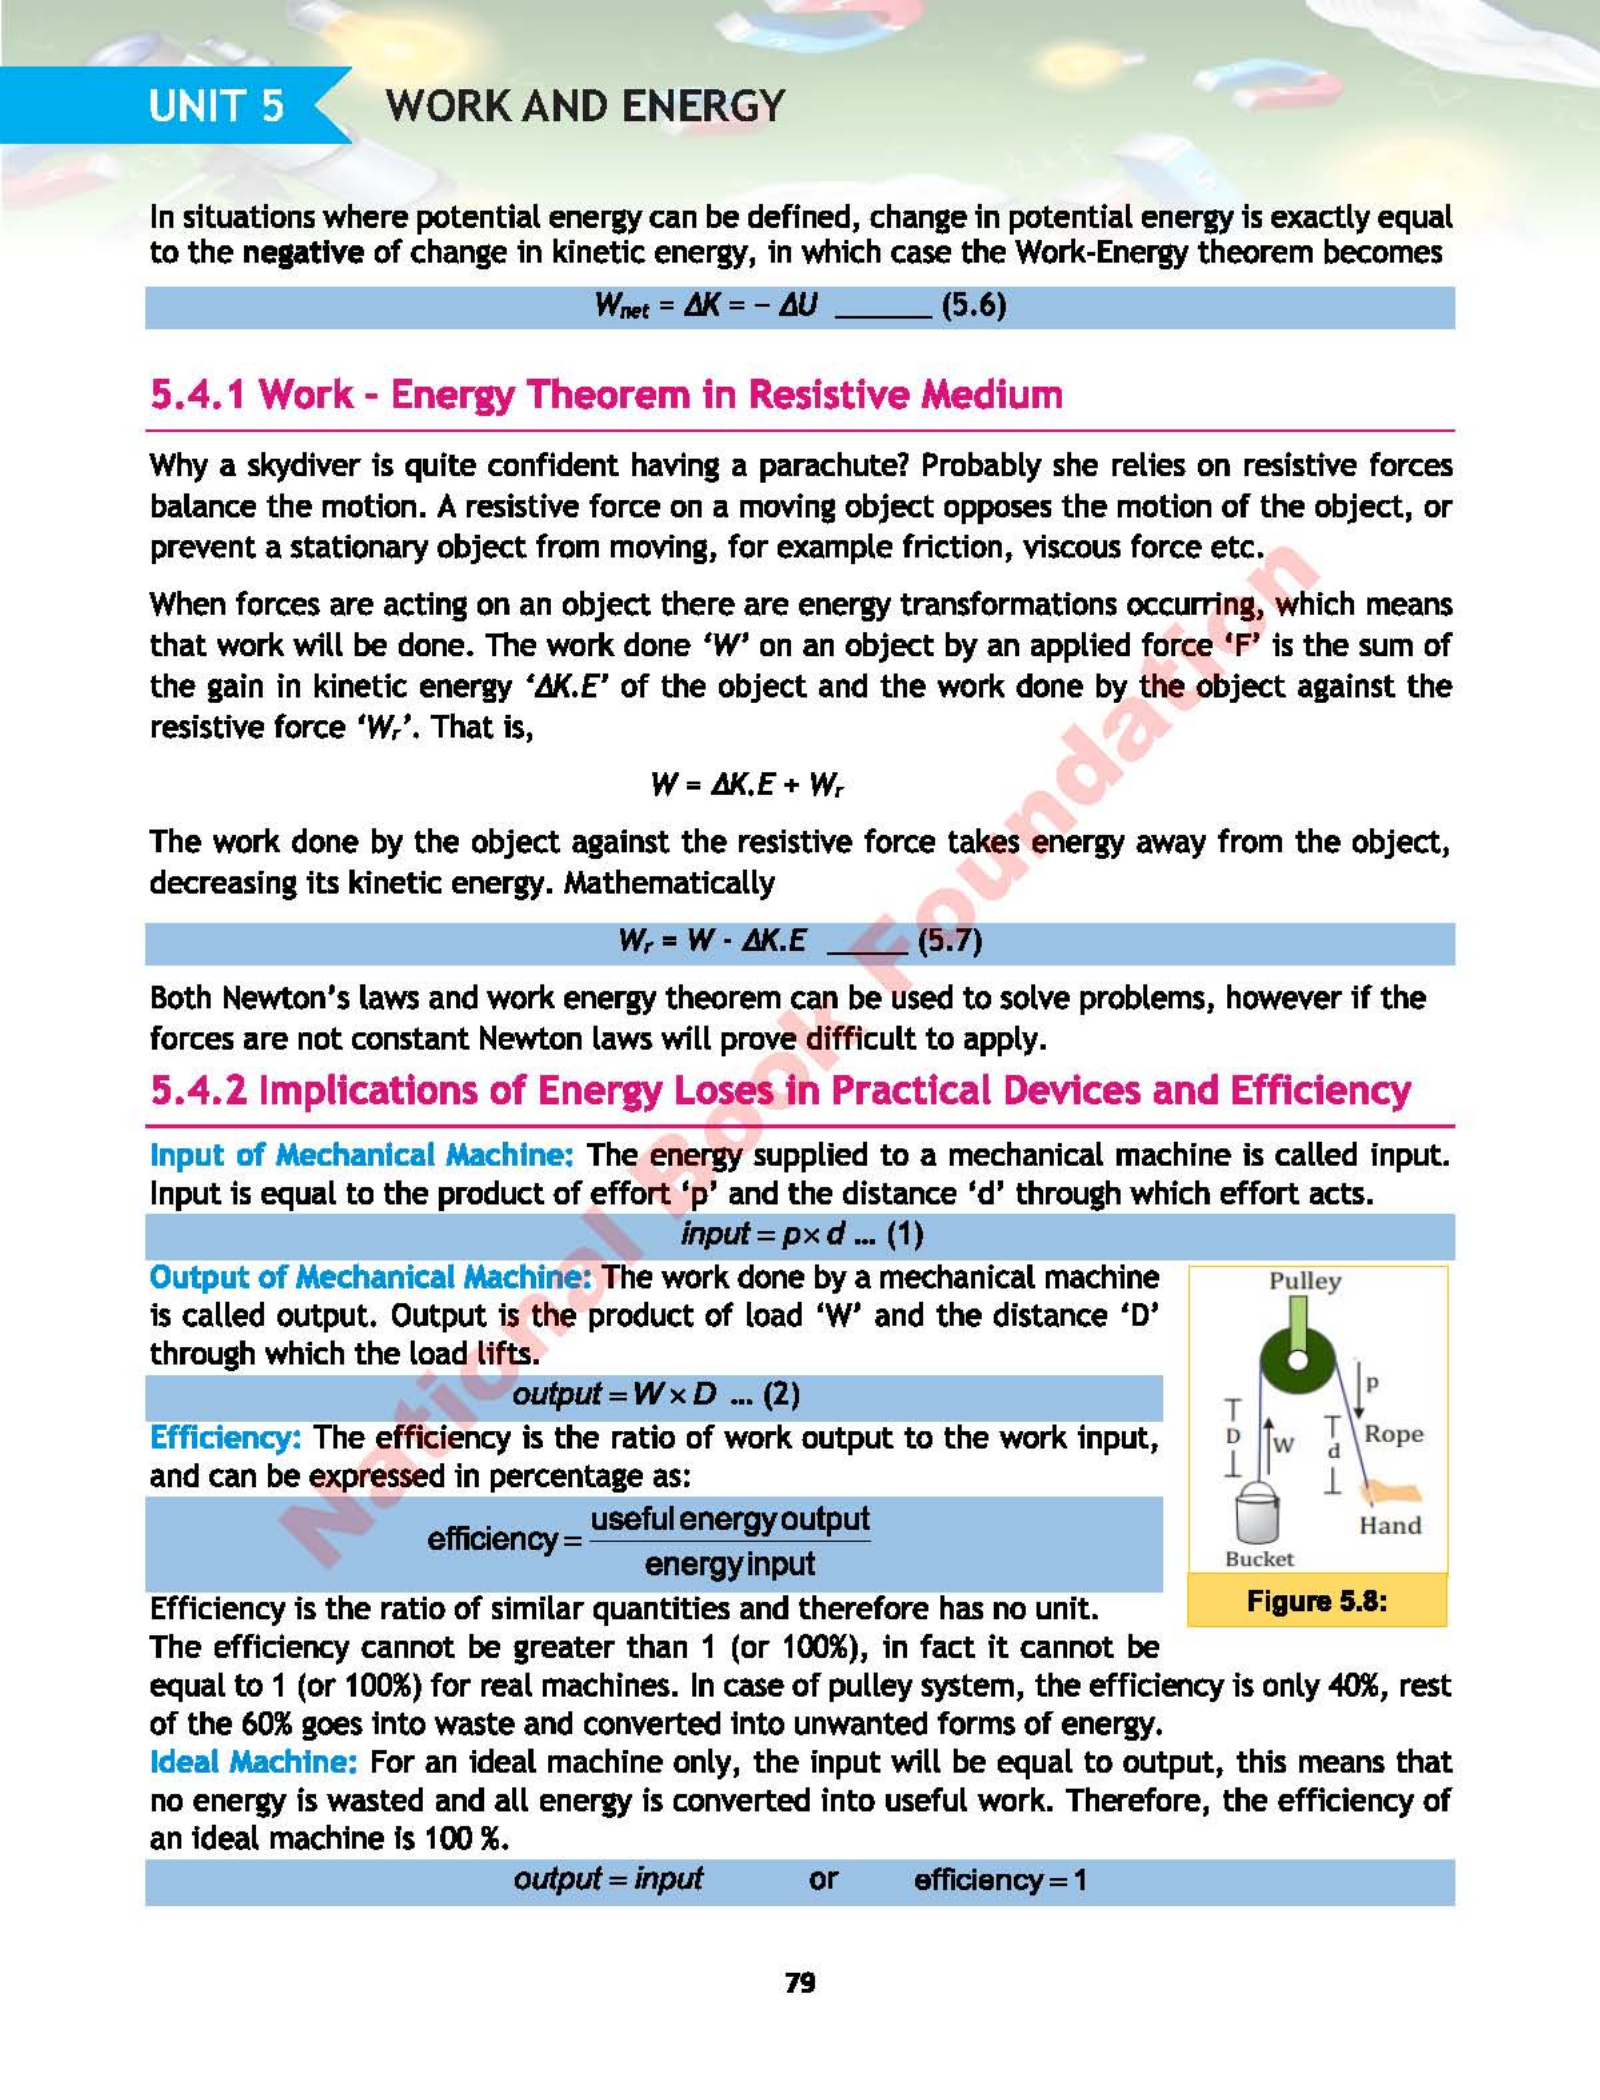 UNIT 5
WORK AND ENERGY
In situations where potential energy can be defined, change in potential energy is exactly equal
to the negative of change in kinetic energy, in which case the Work-Energy theorem becomes
Wnet = ΔK = - ΔU ______ (5.6)
5.4.1 Work - Energy Theorem in Resistive Medium
Why a skydiver is quite confident having a parachute? Probably she relies on resistive forces
balance the motion. A resistive force on a moving object opposes the motion of the object, or
prevent a stationary object from moving, for example friction, viscous force etc.
When forces are acting on an object there are energy transformations occurring, which means
that work will be done. The work done ‘W’ on an object by an applied force ‘F’ is the sum of
the gain in kinetic energy ‘ΔK.E’ of the object and the work done by the object against the
resistive force ‘Wr’. That is,
W = ΔK.E + Wr
The work done by the object against the resistive force takes energy away from the object,
decreasing its kinetic energy. Mathematically
Wr = W - ΔK.E _____ (5.7)
Both Newton’s laws and work energy theorem can be used to solve problems, however if the
forces are not constant Newton laws will prove difficult to apply.
5.4.2 Implications of Energy Loses in Practical Devices and Efficiency
Input of Mechanical Machine: The energy supplied to a mechanical machine is called input.
Input is equal to the product of effort ‘p’ and the distance ‘d’ through which effort acts.
input = p× d ... (1)
Output of Mechanical Machine: The work done by a mechanical machine
is called output. Output is the product of load ‘W’ and the distance ‘D’
through which the load lifts.
output = W × D ... (2)
Efficiency: The efficiency is the ratio of work output to the work input,
and can be expressed in percentage as:
efficiency = useful energy output
energy input
Pulley
p
D
W
d
Rope
Hand
Bucket
Figure 5.8:
Efficiency is the ratio of similar quantities and therefore has no unit.
The efficiency cannot be greater than 1 (or 100%), in fact it cannot be
equal to 1 (or 100%) for real machines. In case of pulley system, the efficiency is only 40%, rest
of the 60% goes into waste and converted into unwanted forms of energy.
Ideal Machine: For an ideal machine only, the input will be equal to output, this means that
no energy is wasted and all energy is converted into useful work. Therefore, the efficiency of
an ideal machine is 100 %.
output = input or efficiency = 1
79
National Book Foundation